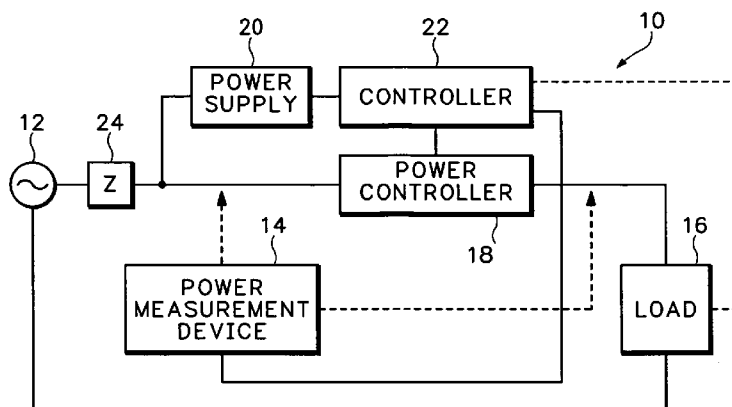 20
22
10
POWER
SUPPLY
CONTROLLER
12
24
Z
POWER
CONTROLLER
14
18
16
POWER
MEASUREMENT
DEVICE
LOAD